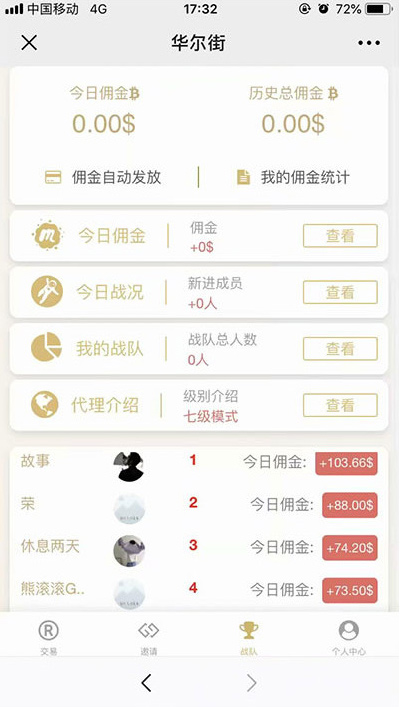 中国移动 4G 17:32 72%
华尔街
今日佣金 历史总佣金
0.00$ 0.00$
佣金自动发放 我的佣金统计
今日佣金 佣金 +0$ 查看
今日战况 新进成员 +0人 查看
我的战队 战队总人数 0人 查看
代理介绍 级别介绍 七级模式 查看
故事 1 今日佣金: +103.66$
荣 2 今日佣金: +88.00$
休息两天 3 今日佣金: +74.20$
熊滚滚G.. 4 今日佣金: +73.50$
交易 邀请 战队 个人中心